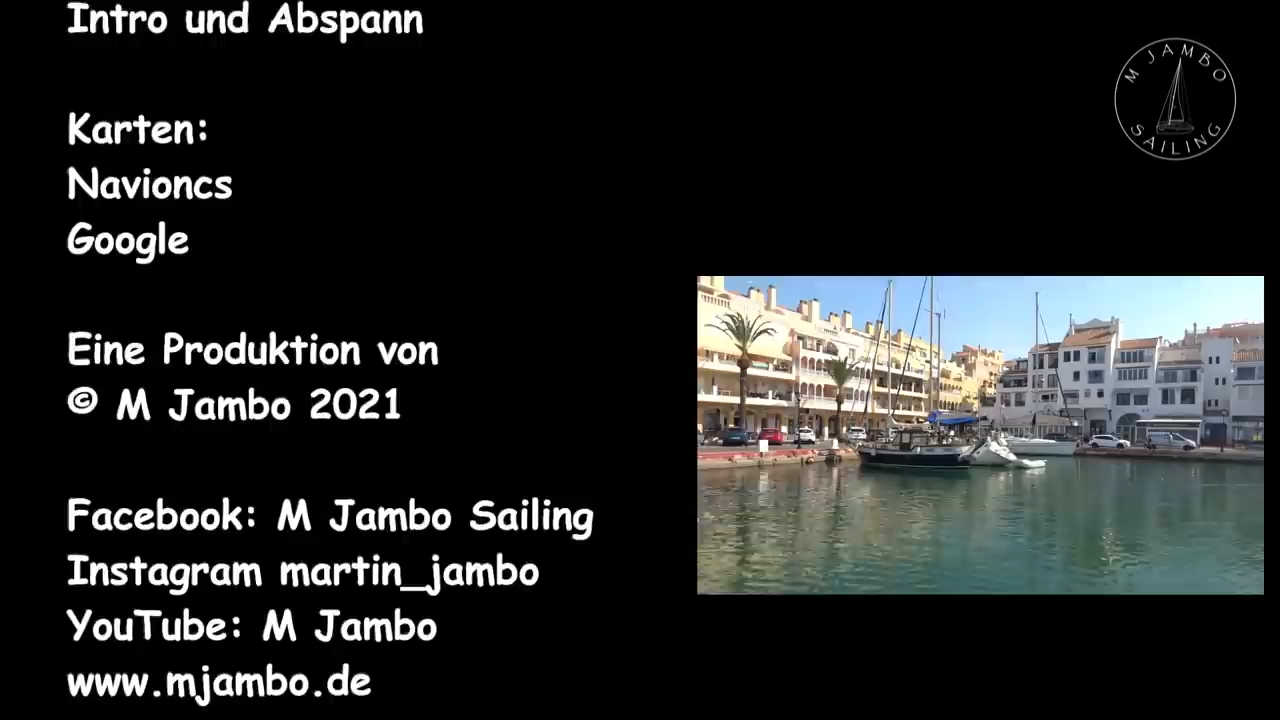 Intro und Abspann
Karten:
Navioncs
Google
Eine Produktion von
© M Jambo 2021
Facebook: M Jambo Sailing
Instagram martin_jambo
YouTube: M Jambo
www.mjambo.de
M JAMBO
SAILING